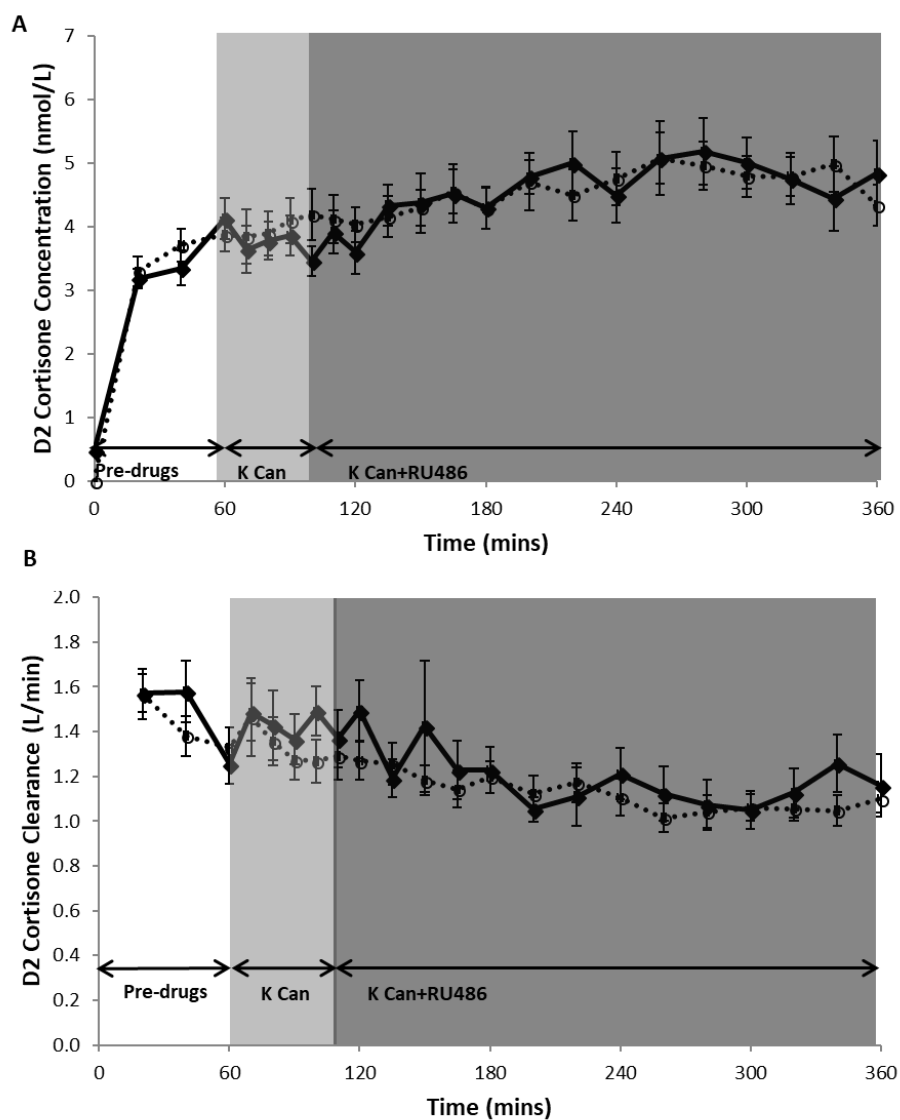 A
D2 Cortisone Concentration (nmol/L)
7
6
5
4
3
2
1
0
Pre-drugs
K Can
K Can+RU486
0 60 120 180 240 300 360
Time (mins)
B
D2 Cortisone Clearance (L/min)
2.0
1.8
1.6
1.4
1.2
1.0
0.8
0.6
0.4
0.2
0.0
Pre-drugs
K Can
K Can+RU486
0 60 120 180 240 300 360
Time (mins)